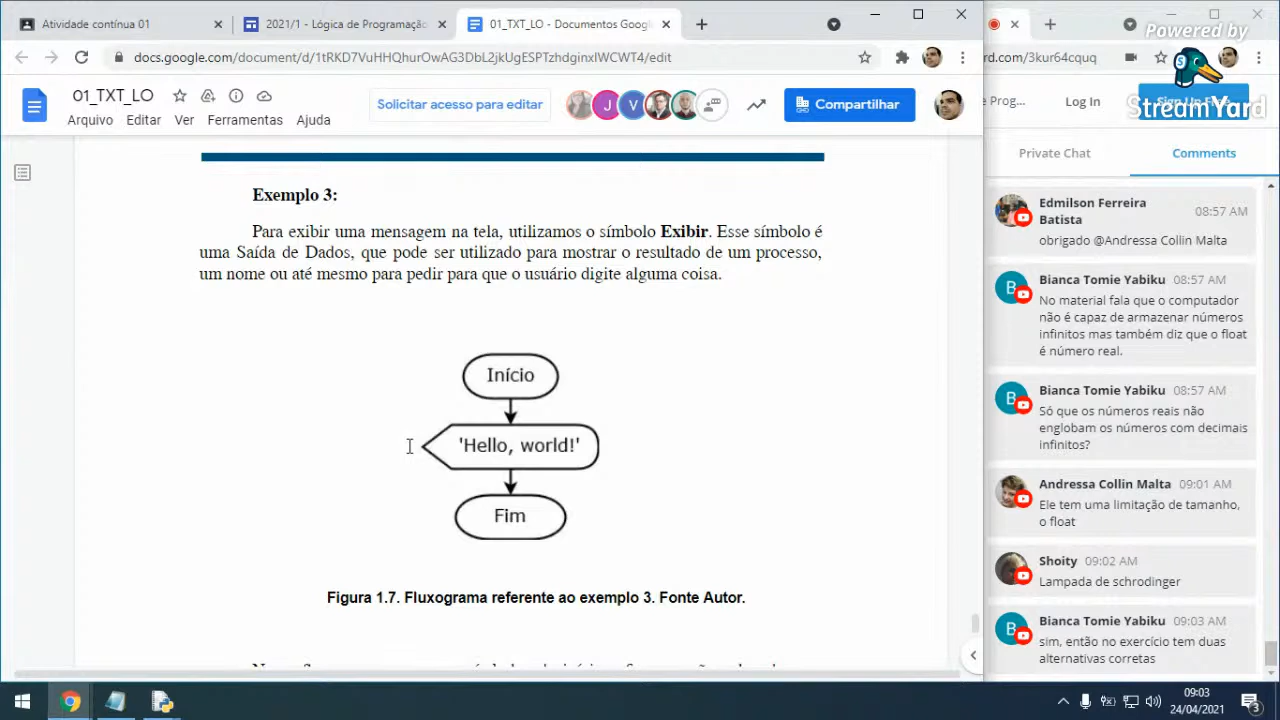 Atividade contínua 01
2021/1 - Lógica de Programação
01_TXT_LO - Documentos Googl
docs.google.com/document/d/1tRKD7VuHHQhurOwAG3DbL2jkUgESPTzhdginxlWCWT4/edit
rd.com/3kur64cquq
Powered by
StreamYard
01_TXT_LO
Arquivo Editar Ver Ferramentas Ajuda
Solicitar acesso para editar
J
V
Compartilhar
e Prog...
Log In
Private Chat
Comments
Exemplo 3:
Para exibir uma mensagem na tela, utilizamos o símbolo Exibir. Esse símbolo é
uma Saída de Dados, que pode ser utilizado para mostrar o resultado de um processo,
um nome ou até mesmo para pedir para que o usuário digite alguma coisa.
Início
'Hello, world!'
Fim
Figura 1.7. Fluxograma referente ao exemplo 3. Fonte Autor.
Edmilson Ferreira
Batista
08:57 AM
obrigado @Andressa Collin Malta
B
Bianca Tomie Yabiku 08:57 AM
No material fala que o computador
não é capaz de armazenar números
infinitos mas também diz que o float
é número real.
B
Bianca Tomie Yabiku 08:57 AM
Só que os números reais não
englobam os números com decimais
infinitos?
Andressa Collin Malta 09:01 AM
Ele tem uma limitação de tamanho,
o float
Shoity 09:02 AM
Lampada de schrodinger
B
Bianca Tomie Yabiku 09:03 AM
sim, então no exercício tem duas
alternativas corretas
09:03
24/04/2021
3